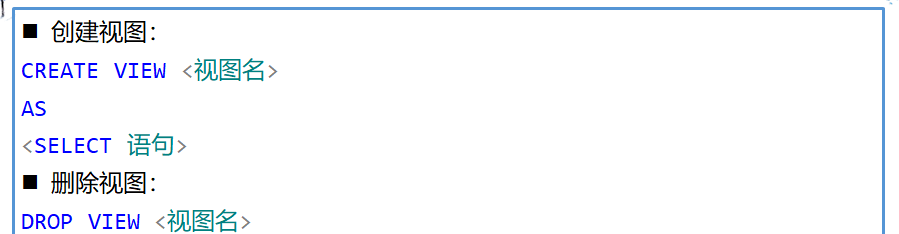 ■ 创建视图：
CREATE VIEW <视图名>
AS
<SELECT 语句>
■ 删除视图：
DROP VIEW <视图名>